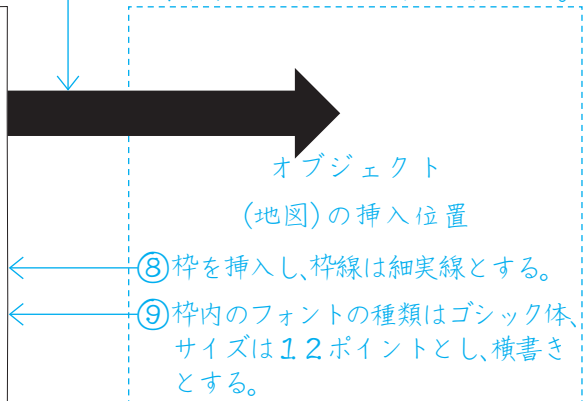 オブジェクト
(地図)の挿入位置
⑧枠を挿入し、枠線は細実線とする。
⑨枠内のフォントの種類はゴシック体、
サイズは12ポイントとし、横書き
とする。